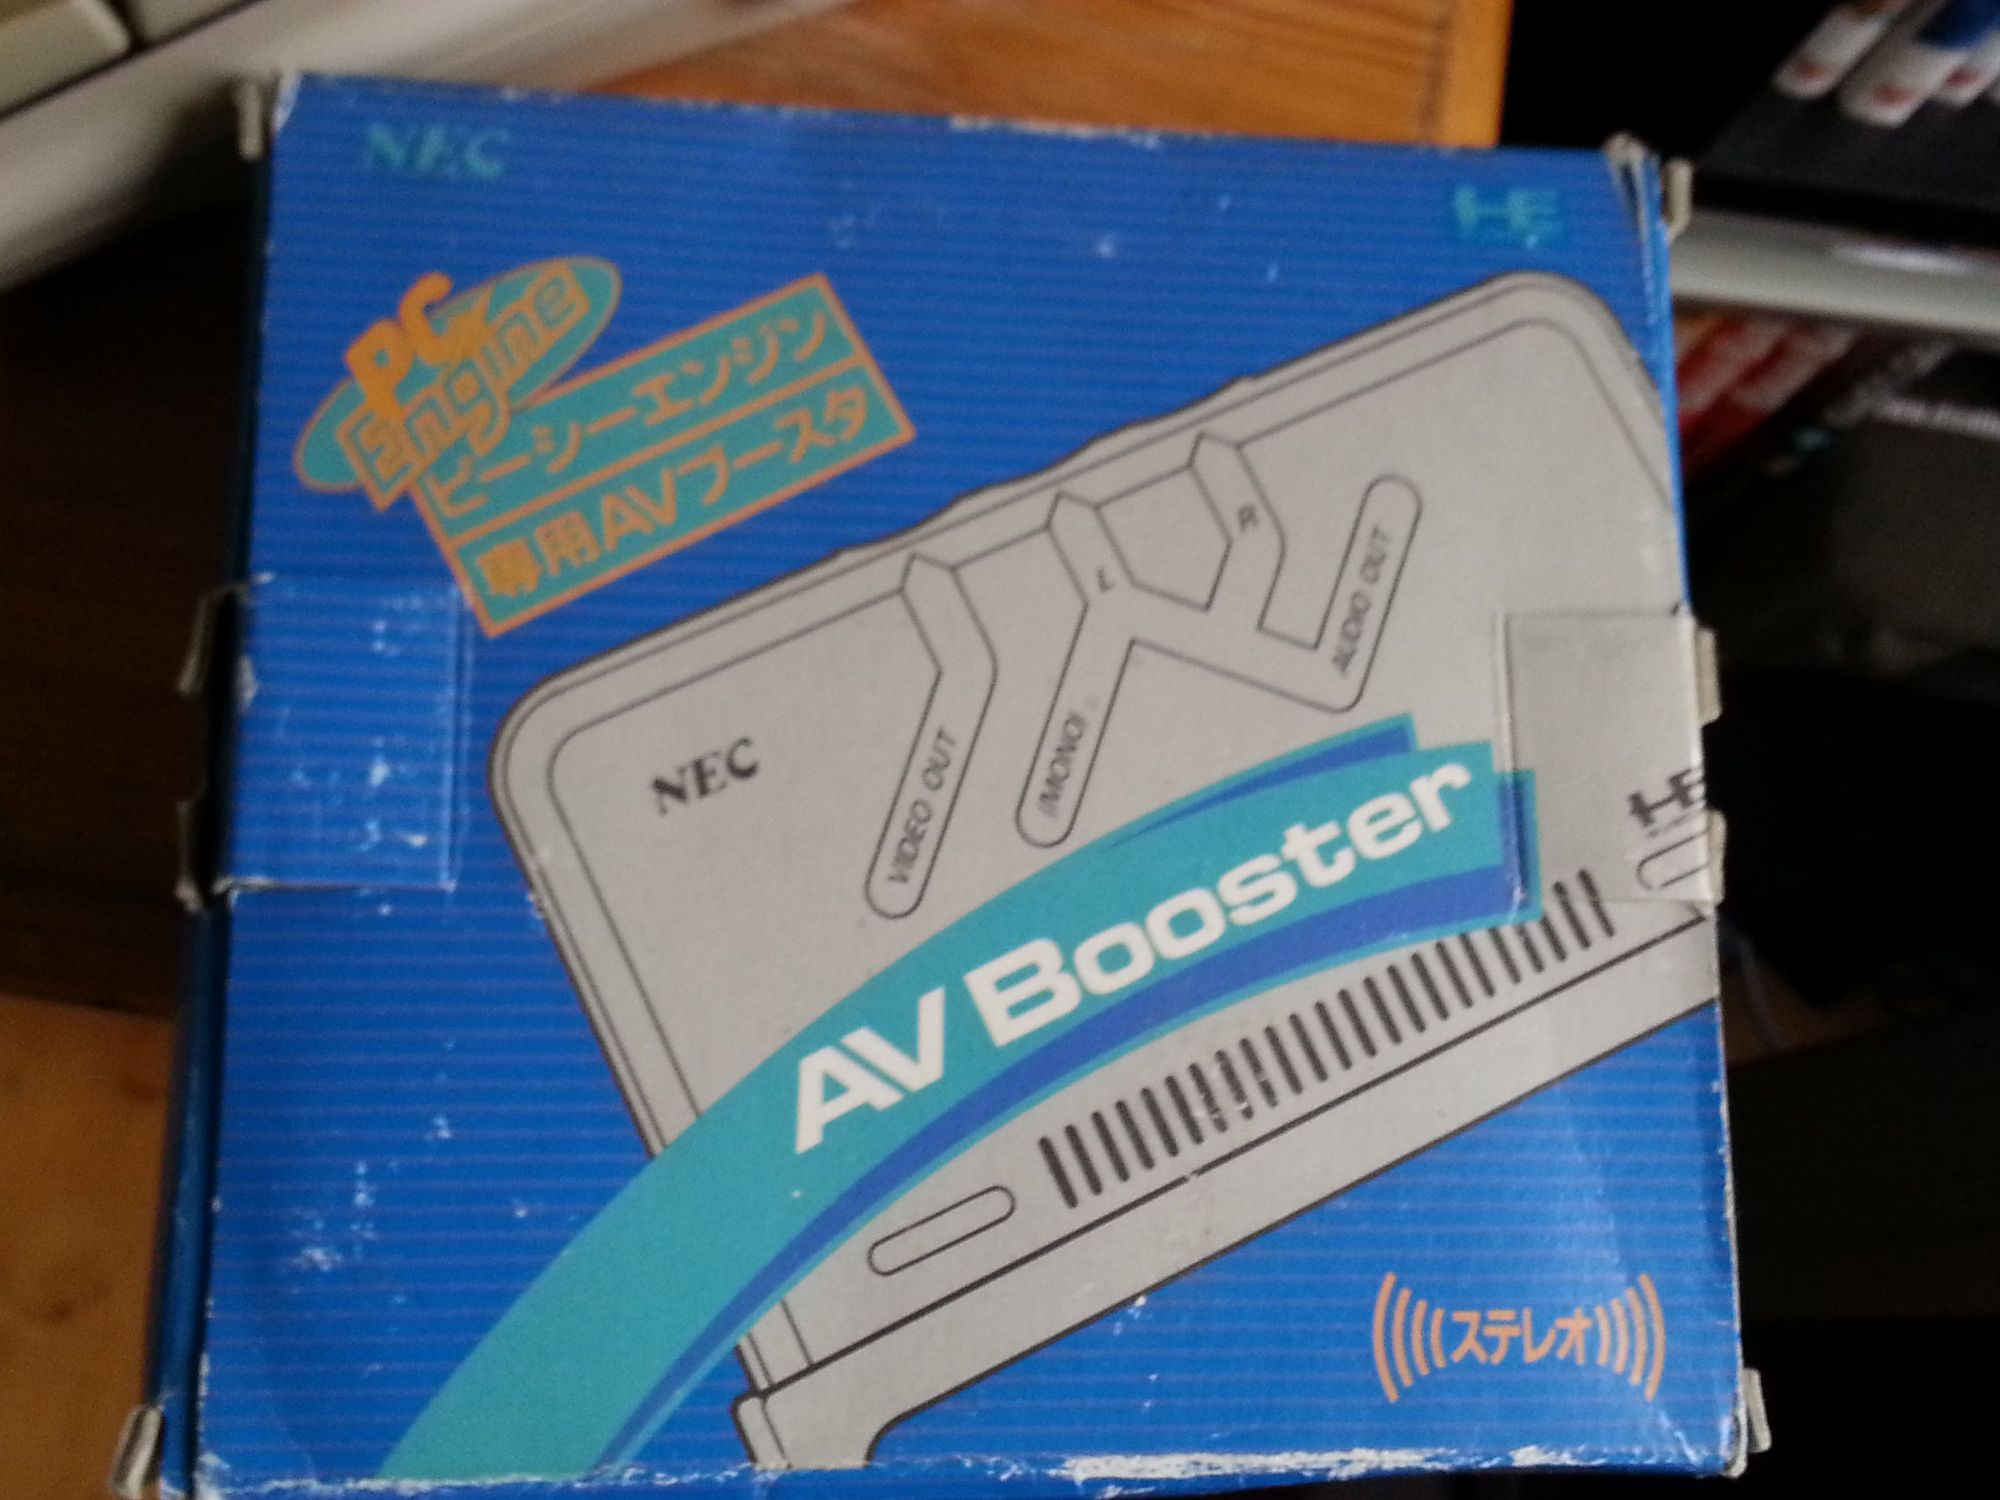 NEC
HE
PC Engine
ピーシーエンジン
専用AVブースタ
R
L
AUDIO OUT
(MONO)
VIDEO OUT
NEC
HE
AV Booster
ステレオ